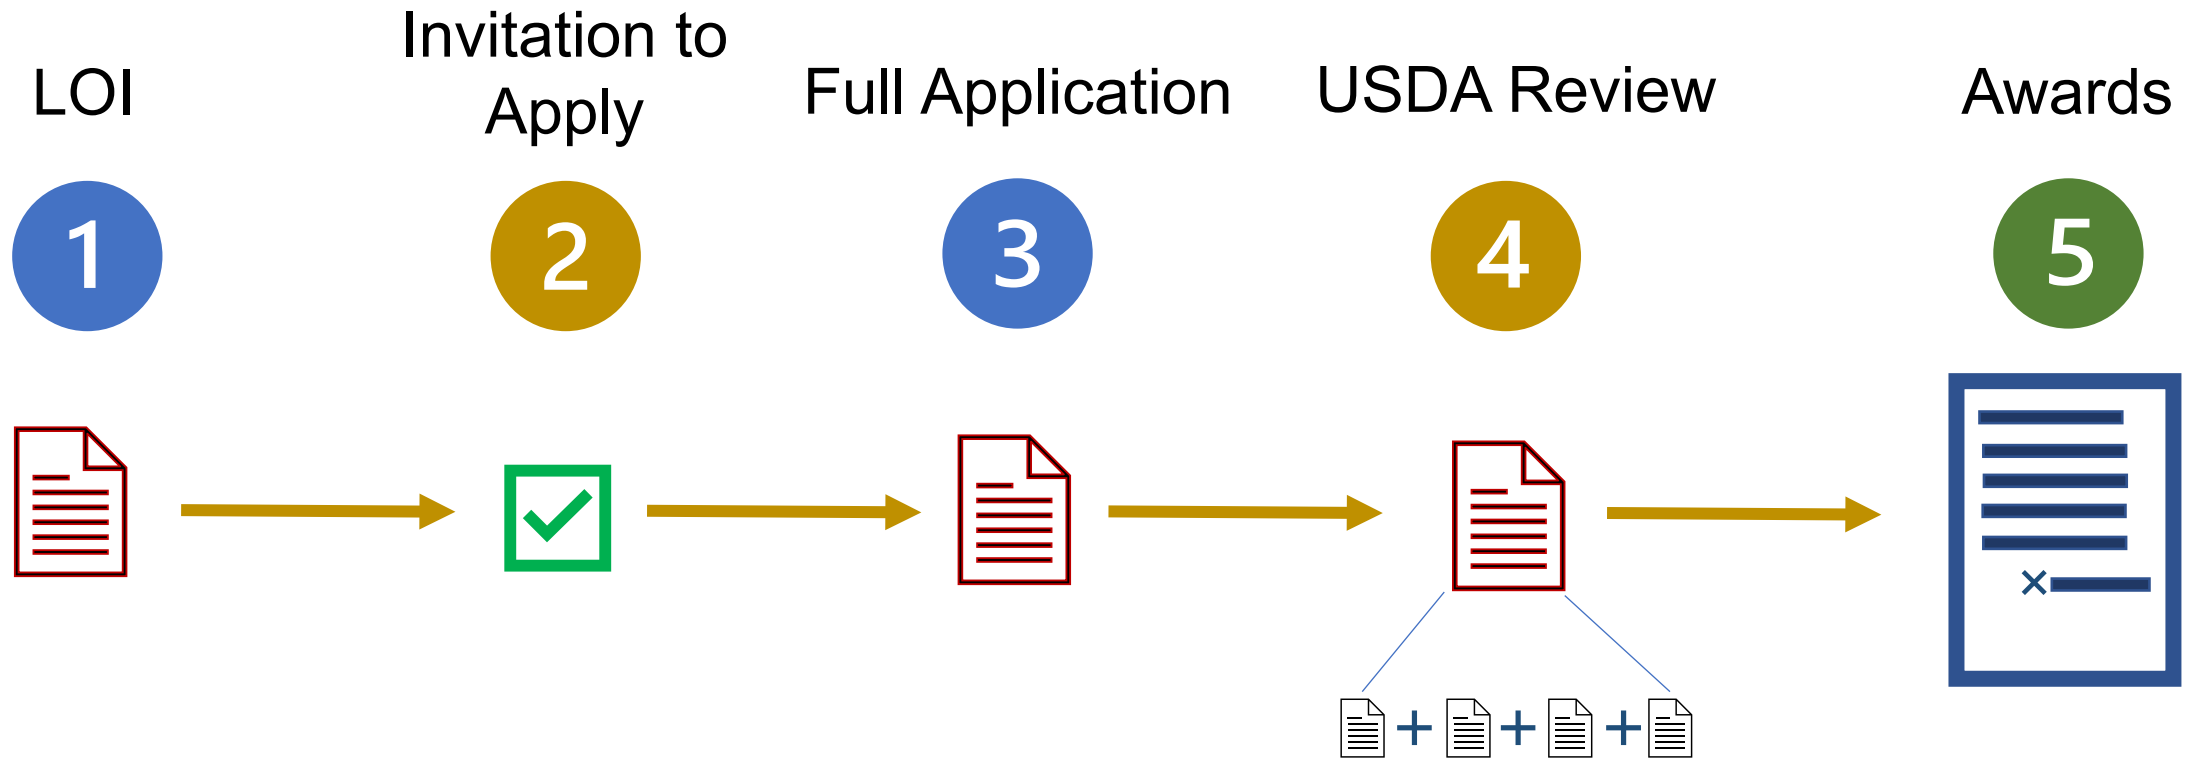 LOI
Invitation to
Apply
Full Application
USDA Review
Awards
1
2
3
4
5